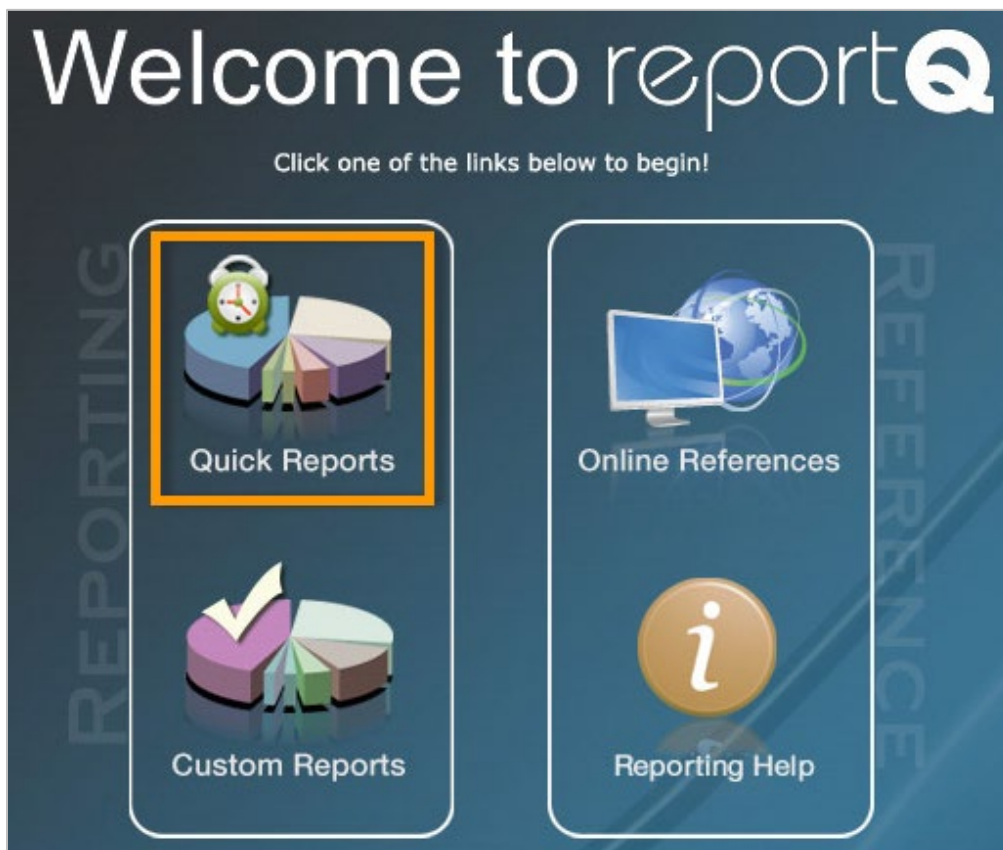 Welcome to reportQ
Click one of the links below to begin!
REPORTING
Quick Reports
Custom Reports
Online References
Reporting Help
REFERENCE
i